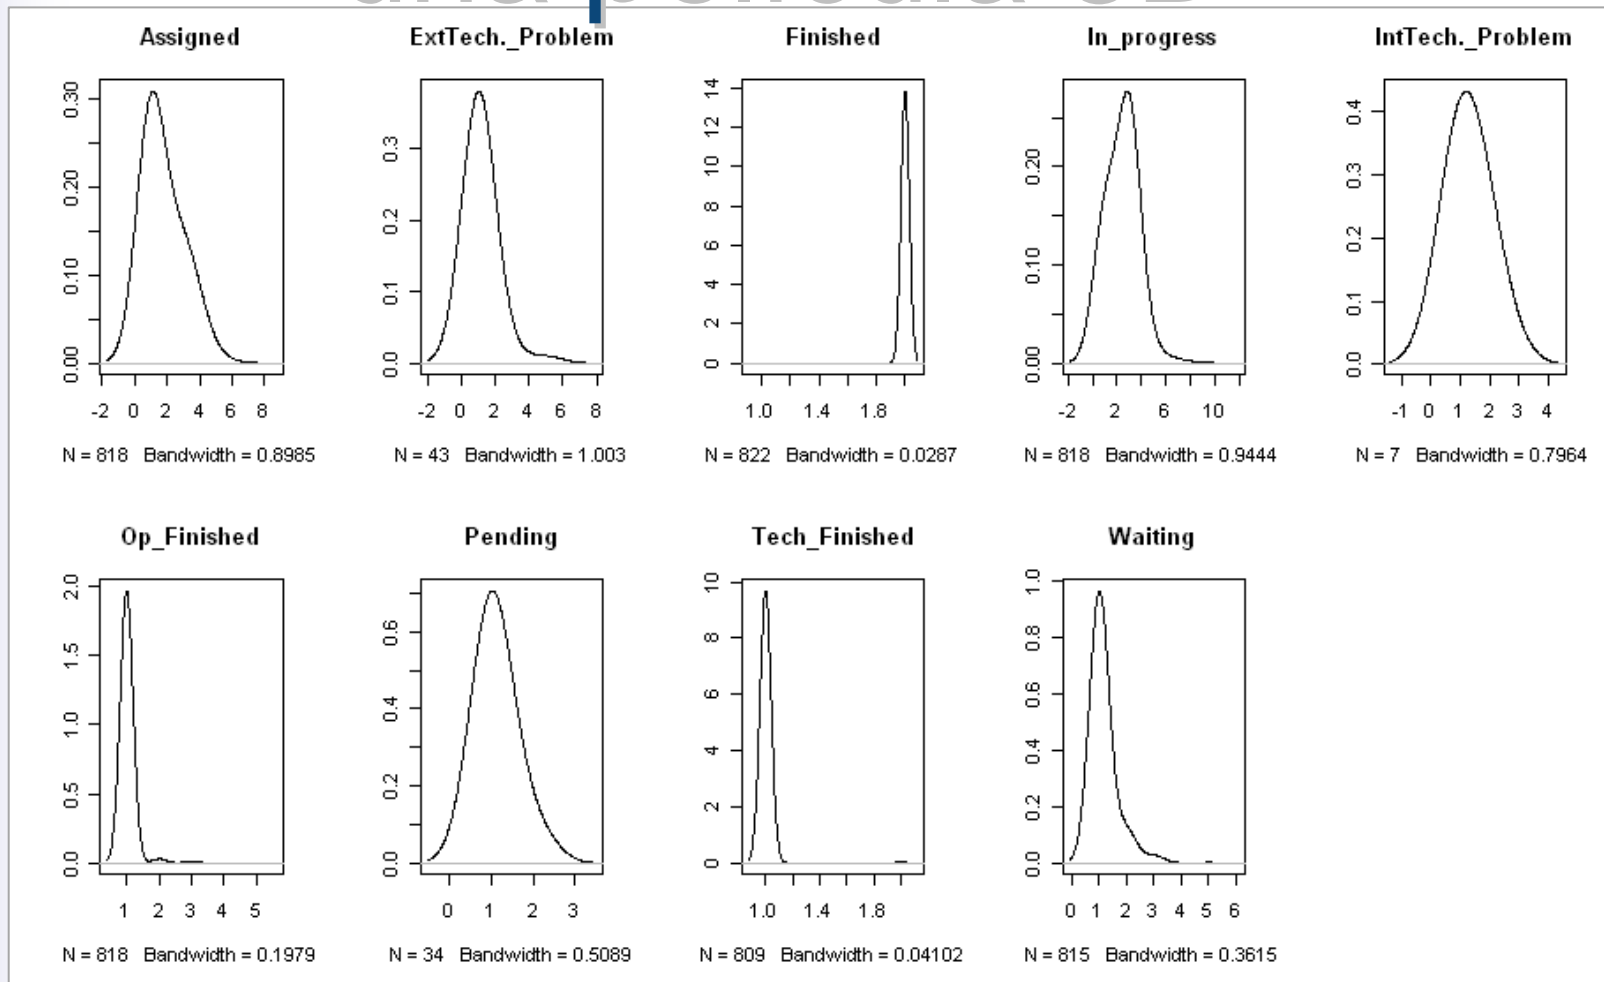 Assigned ExtTech._Problem Finished In_progress IntTech._Problem
0.00 0.10 0.20 0.30
-2 0 2 4 6 8
0.0 0.1 0.2 0.3
-2 0 2 4 6 8
0 2 4 6 8 10 12 14
1.0 1.4 1.8
0.00 0.10 0.20
-2 2 6 10
0.0 0.1 0.2 0.3 0.4
-1 0 1 2 3 4
N = 818 Bandwidth = 0.8985 N = 43 Bandwidth = 1.003 N = 822 Bandwidth = 0.0287 N = 818 Bandwidth = 0.9444 N = 7 Bandwidth = 0.7964
Op_Finished Pending Tech_Finished Waiting
0.0 0.5 1.0 1.5 2.0
1 2 3 4 5
0.0 0.2 0.4 0.6
0 1 2 3
0 2 4 6 8 10
1.0 1.4 1.8
0.0 0.2 0.4 0.6 0.8 1.0
0 1 2 3 4 5 6
N = 818 Bandwidth = 0.1979 N = 34 Bandwidth = 0.5089 N = 809 Bandwidth = 0.04102 N = 815 Bandwidth = 0.3615